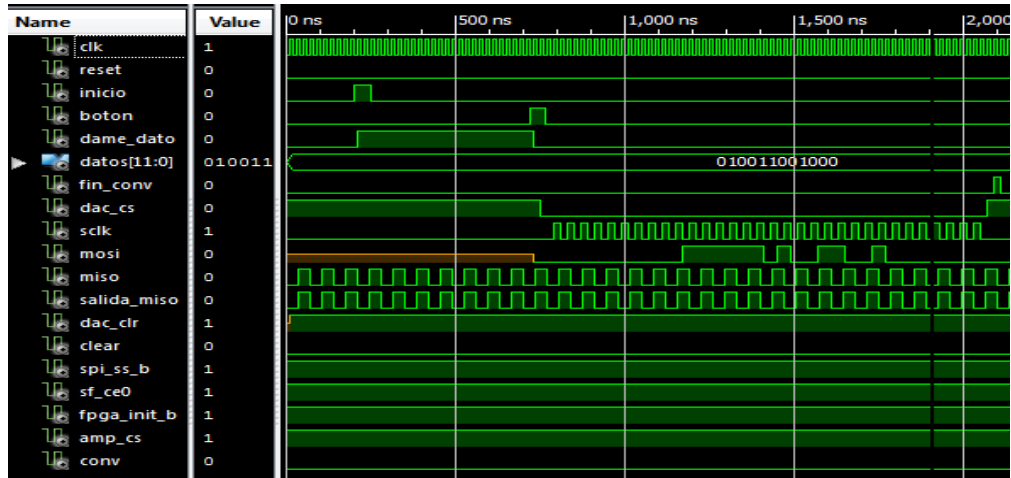 Name Value 0 ns 500 ns 1,000 ns 1,500 ns 2,000
clk 1
reset 0
inicio 0
boton 0
dame_dato 0
datos[11:0] 010011 010011001000
fin_conv 0
dac_cs 0
sclk 1
mosi 0
miso 0
salida_miso 0
dac_clr 1
clear 0
spi_ss_b 1
sf_ce0 1
fpga_init_b 1
amp_cs 1
conv 0